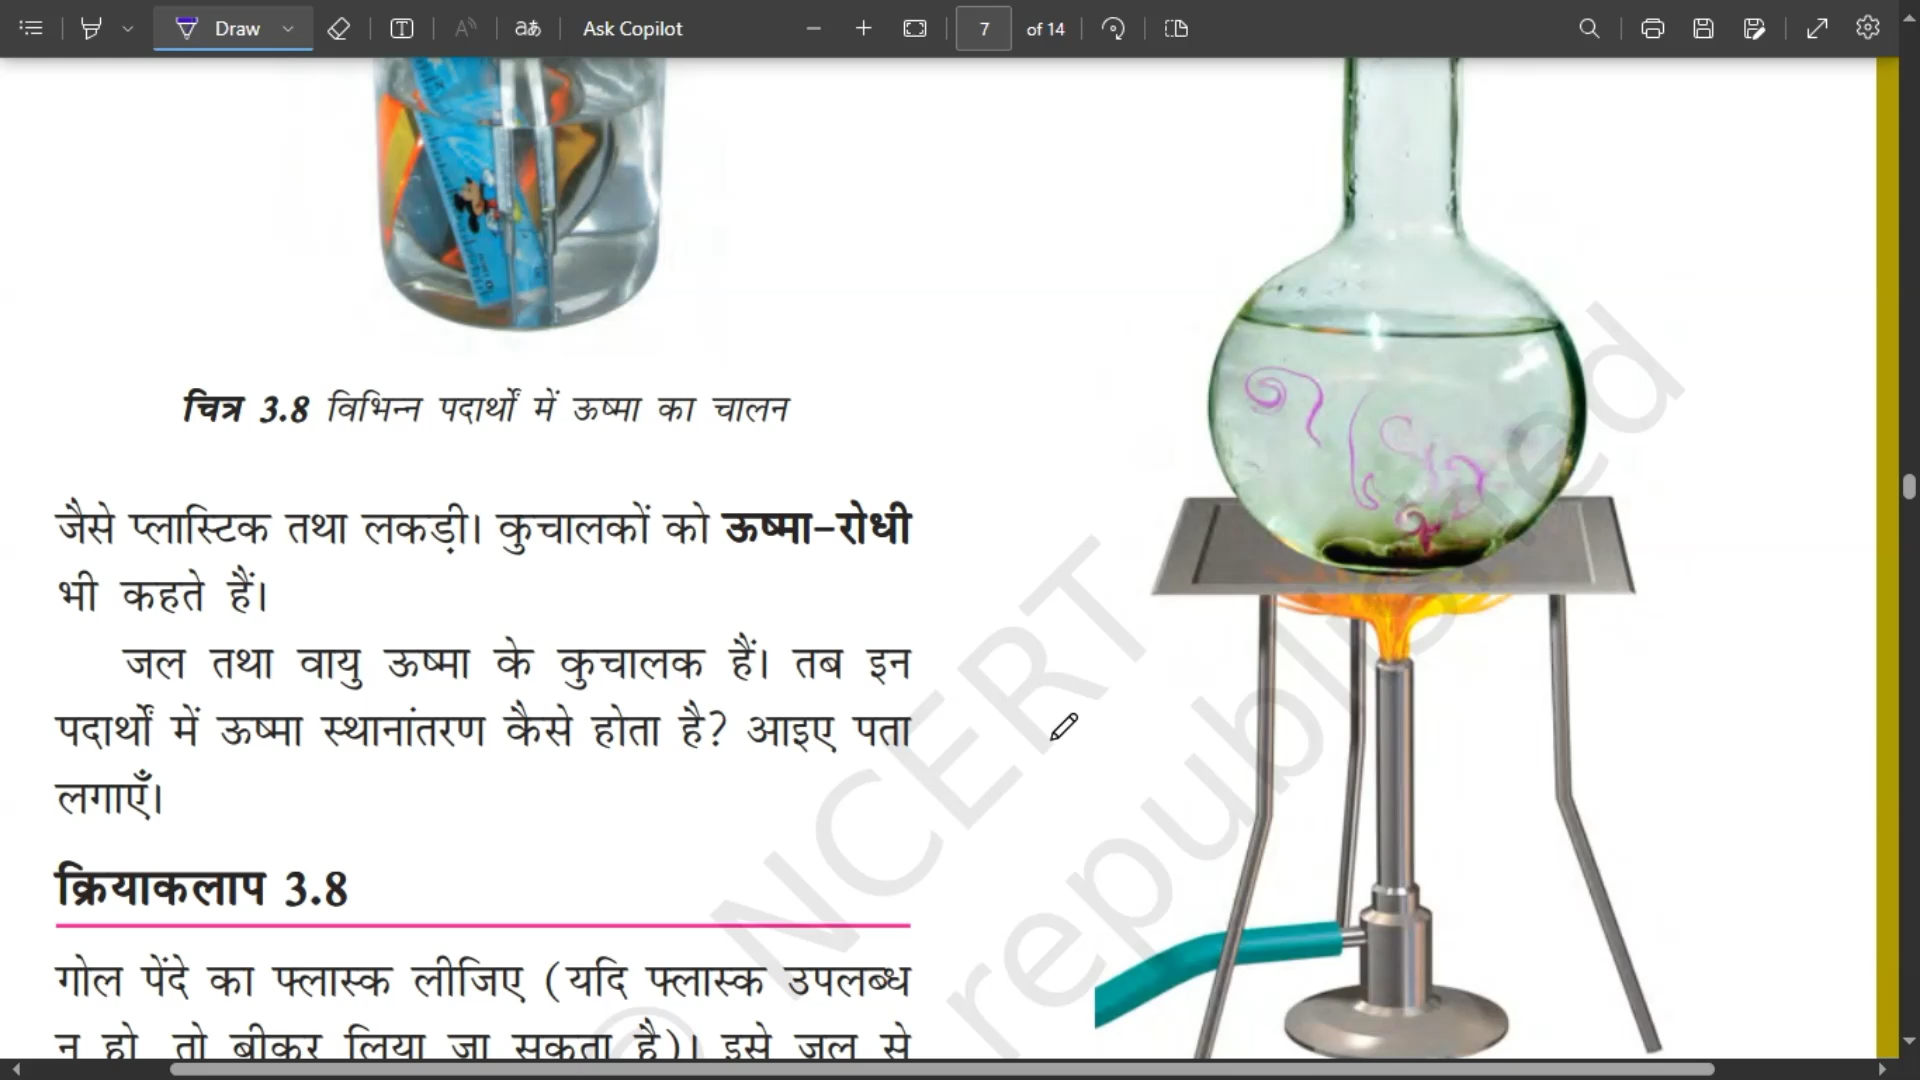 Draw
Ask Copilot
7 of 14
चित्र 3.8 विभिन्न पदार्थों में ऊष्मा का चालन
जैसे प्लास्टिक तथा लकड़ी। कुचालकों को ऊष्मा-रोधी
भी कहते हैं।
जल तथा वायु ऊष्मा के कुचालक हैं। तब इन
पदार्थों में ऊष्मा स्थानांतरण कैसे होता है? आइए पता
लगाएँ।
क्रियाकलाप 3.8
गोल पेंदे का फ्लास्क लीजिए (यदि फ्लास्क उपलब्ध
न हो तो बीकर लिया जा सकता है)। इसे जल से
© NCERT
republished